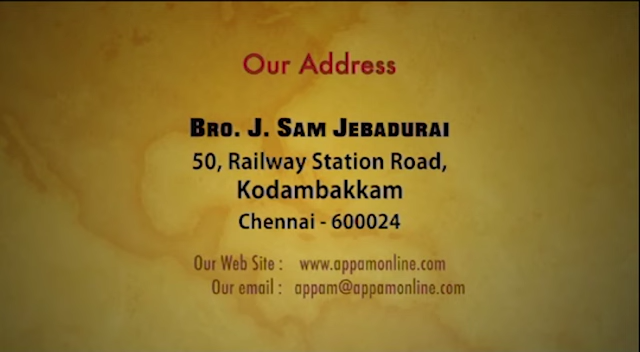 Our Address
BRO. J. SAM JEBADURAI
50, Railway Station Road,
Kodambakkam
Chennai - 600024
Our Web Site : www.appamonline.com
Our email : appam@appamonline.com